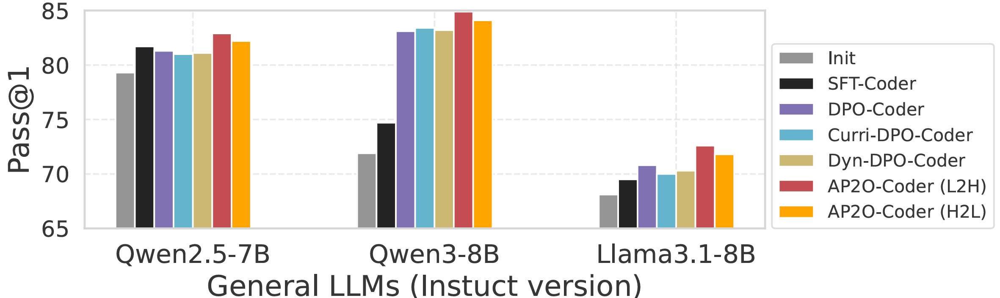 Pass@1
85
80
75
70
65
Qwen2.5-7B
Qwen3-8B
Llama3.1-8B
General LLMs (Instuct version)
Init
SFT-Coder
DPO-Coder
Curri-DPO-Coder
Dyn-DPO-Coder
AP2O-Coder (L2H)
AP2O-Coder (H2L)